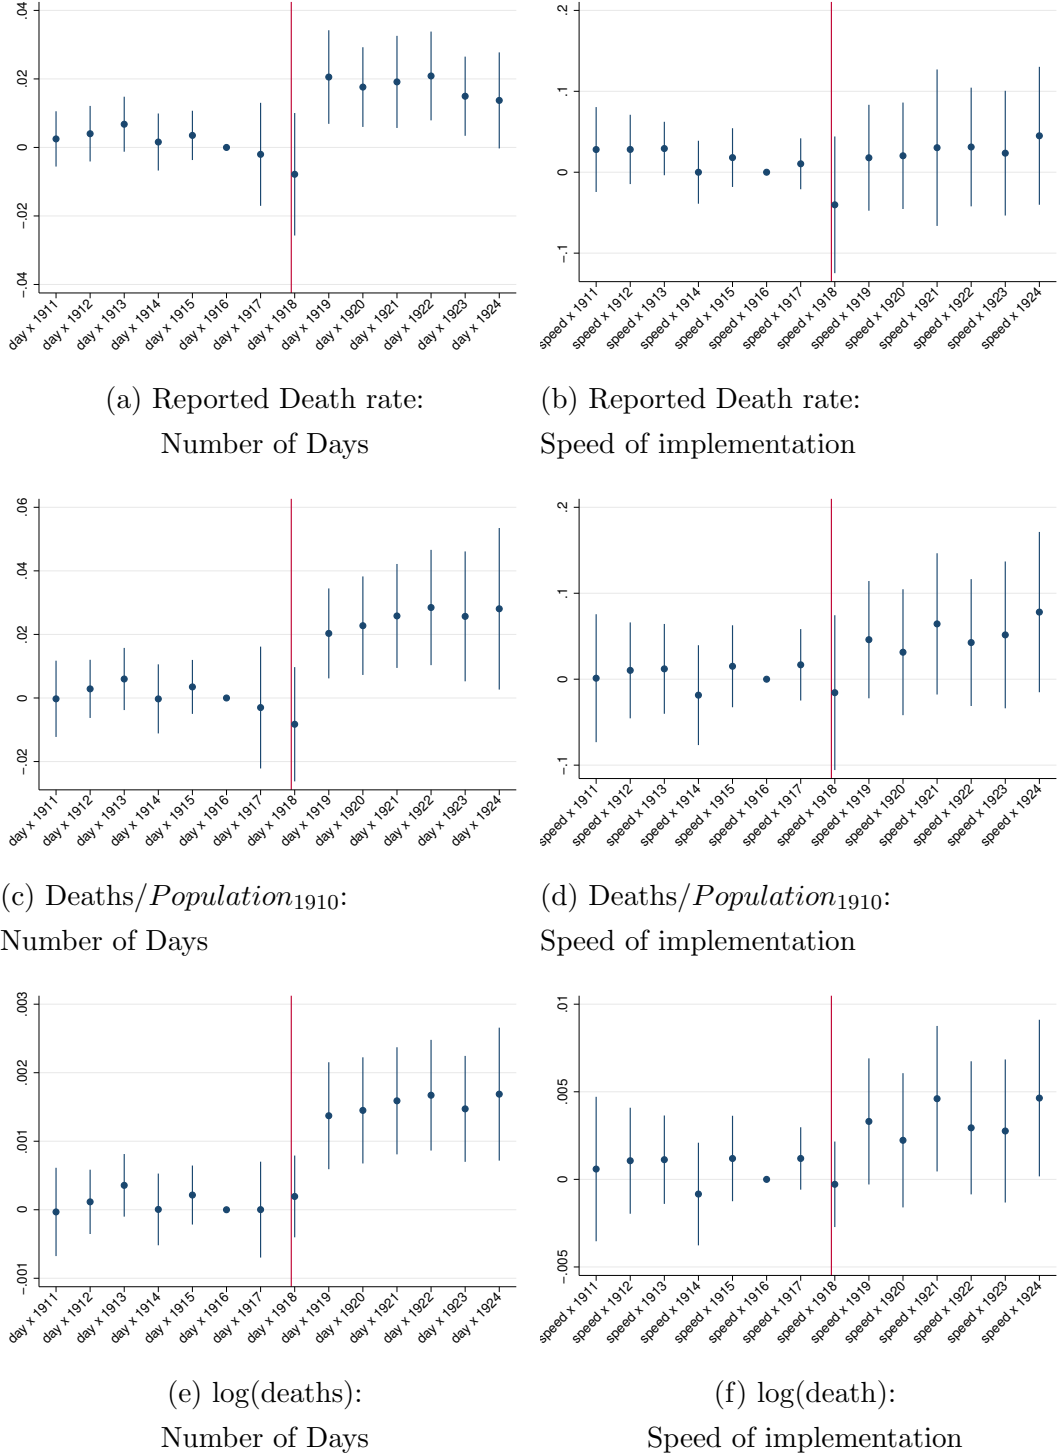 .04
.02
0
-.02
-.04
day x 1911
day x 1912
day x 1913
day x 1914
day x 1915
day x 1916
day x 1917
day x 1918
day x 1919
day x 1920
day x 1921
day x 1922
day x 1923
day x 1924
(a) Reported Death rate:
Number of Days
.2
.1
0
-.1
speed x 1911
speed x 1912
speed x 1913
speed x 1914
speed x 1915
speed x 1916
speed x 1917
speed x 1918
speed x 1919
speed x 1920
speed x 1921
speed x 1922
speed x 1923
speed x 1924
(b) Reported Death rate:
Speed of implementation
.06
.04
.02
0
-.02
day x 1911
day x 1912
day x 1913
day x 1914
day x 1915
day x 1916
day x 1917
day x 1918
day x 1919
day x 1920
day x 1921
day x 1922
day x 1923
day x 1924
(c) Deaths/Population1910:
Number of Days
.2
.1
0
-.1
speed x 1911
speed x 1912
speed x 1913
speed x 1914
speed x 1915
speed x 1916
speed x 1917
speed x 1918
speed x 1919
speed x 1920
speed x 1921
speed x 1922
speed x 1923
speed x 1924
(d) Deaths/Population1910:
Speed of implementation
.003
.002
.001
0
-.001
day x 1911
day x 1912
day x 1913
day x 1914
day x 1915
day x 1916
day x 1917
day x 1918
day x 1919
day x 1920
day x 1921
day x 1922
day x 1923
day x 1924
(e) log(deaths):
Number of Days
.01
.005
0
-.005
speed x 1911
speed x 1912
speed x 1913
speed x 1914
speed x 1915
speed x 1916
speed x 1917
speed x 1918
speed x 1919
speed x 1920
speed x 1921
speed x 1922
speed x 1923
speed x 1924
(f) log(death):
Speed of implementation